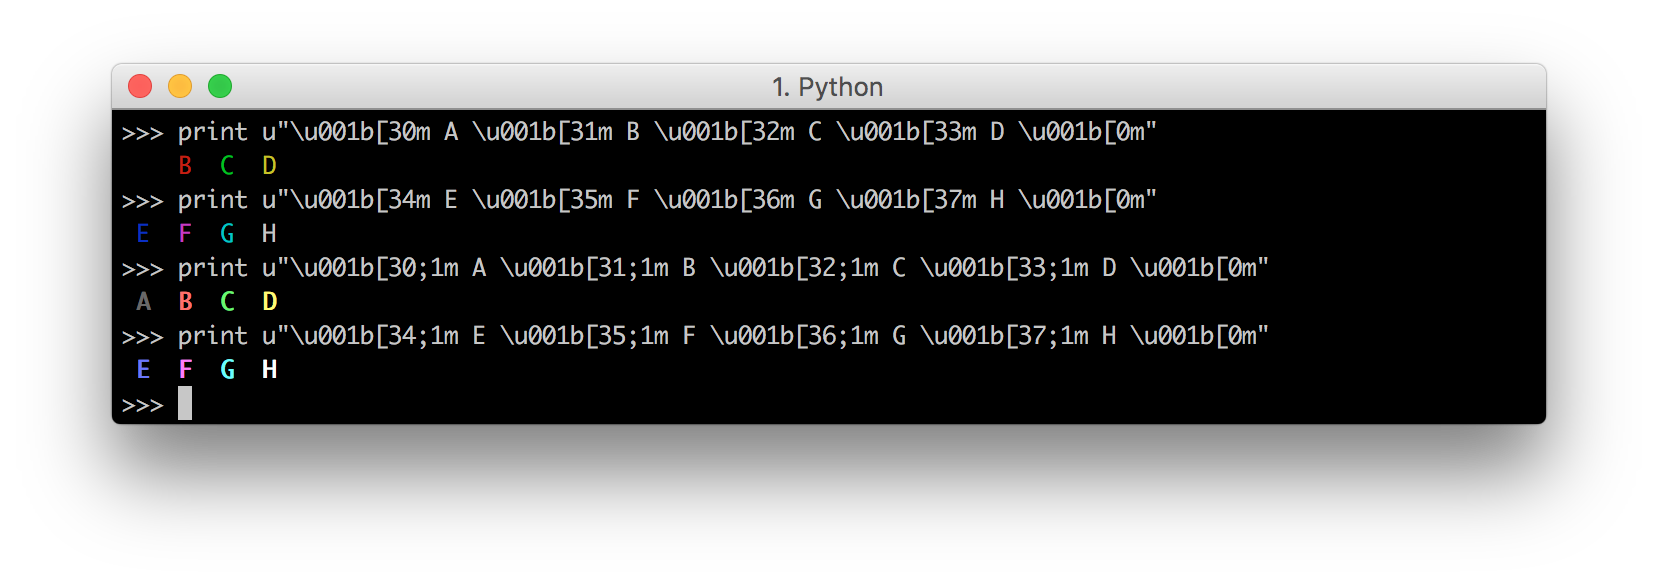 1. Python
>>> print u"\u001b[30m A \u001b[31m B \u001b[32m C \u001b[33m D \u001b[0m"
B C D
>>> print u"\u001b[34m E \u001b[35m F \u001b[36m G \u001b[37m H \u001b[0m"
E F G H
>>> print u"\u001b[30;1m A \u001b[31;1m B \u001b[32;1m C \u001b[33;1m D \u001b[0m"
A B C D
>>> print u"\u001b[34;1m E \u001b[35;1m F \u001b[36;1m G \u001b[37;1m H \u001b[0m"
E F G H
>>>